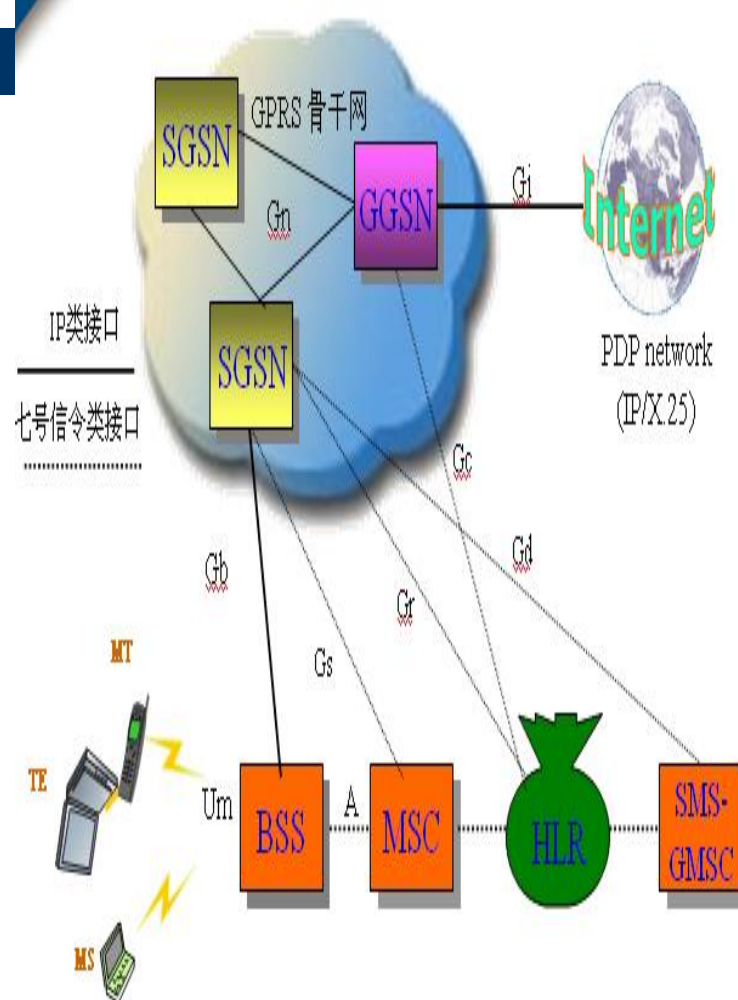 SGSN
GPRS 骨干网
GGSN
Gi
Internet
Gn
IP类接口
SGSN
PDP network
(IP/X.25)
七号信令类接口
Gc
Gd
Gb
Gr
Gs
MT
TE
Um
BSS
A
MSC
HLR
SMS-
GMSC
MS